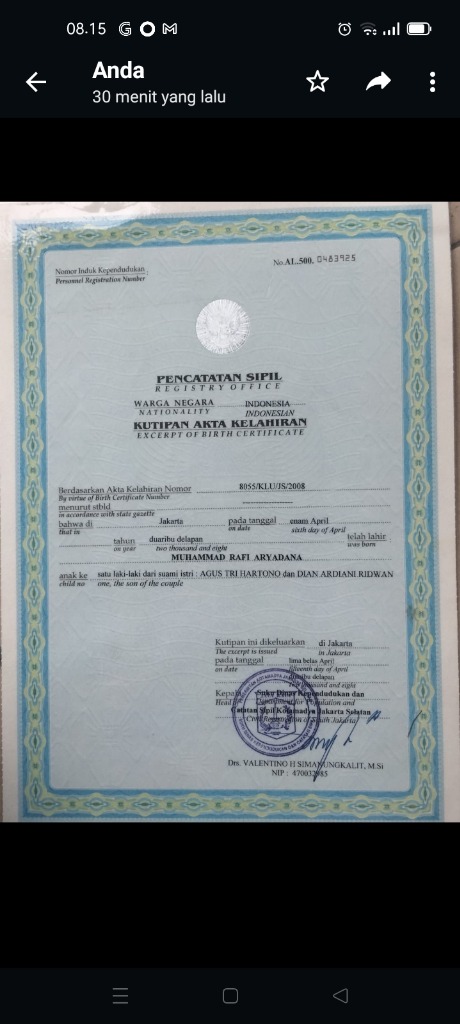 08.15
Anda
30 menit yang lalu
Nomor Induk Kependudukan
Personnel Registration Number
No.AL.500. 0483925
PENCATATAN SIPIL
REGISTRY OFFICE
WARGA NEGARA INDONESIA
NATIONALITY INDONESIAN
KUTIPAN AKTA KELAHIRAN
EXCERPT OF BIRTH CERTIFICATE
Berdasarkan Akta Kelahiran Nomor 8055/KLU/JS/2008
By virtue of Birth Certificate Number
menurut stbld
in accordance with state gazette
bahwa di Jakarta pada tanggal enam April
that in on date sixth day of April
tahun duaribu delapan telah lahir
on year two thousand and eight was born
MUHAMMAD RAFI ARYADANA
anak ke satu laki-laki dari suami istri : AGUS TRI HARTONO dan DIAN ARDIANI RIDWAN
child no one, the son of the couple
Kutipan ini dikeluarkan di Jakarta
The excerpt is issued in Jakarta
pada tanggal lima belas April
on date fifteenth day of April
delapan
thousand and eight
Kepala Suku Dinas Kependudukan dan
Head Department for Population and
Catatan Sipil Kotamadya Jakarta Selatan
Civil Registration of South Jakarta
Drs. VALENTINO H SIMANUNGKALIT, M.Si
NIP :